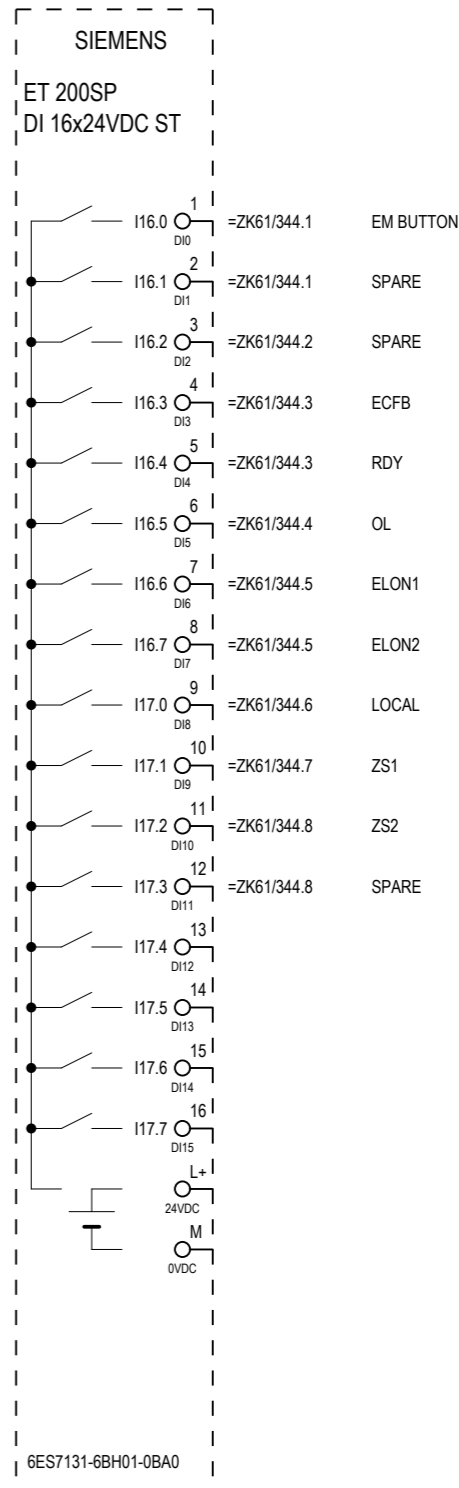 SIEMENS
ET 200SP
DI 16x24VDC ST
1
I16.0 =ZK61/344.1 EM BUTTON
DI0
2
I16.1 =ZK61/344.1 SPARE
DI1
3
I16.2 =ZK61/344.2 SPARE
DI2
4
I16.3 =ZK61/344.3 ECFB
DI3
5
I16.4 =ZK61/344.3 RDY
DI4
6
I16.5 =ZK61/344.4 OL
DI5
7
I16.6 =ZK61/344.5 ELON1
DI6
8
I16.7 =ZK61/344.5 ELON2
DI7
9
I17.0 =ZK61/344.6 LOCAL
DI8
10
I17.1 =ZK61/344.7 ZS1
DI9
11
I17.2 =ZK61/344.8 ZS2
DI10
12
I17.3 =ZK61/344.8 SPARE
DI11
13
I17.4
DI12
14
I17.5
DI13
15
I17.6
DI14
16
I17.7
DI15
L+
24VDC
M
0VDC
6ES7131-6BH01-0BA0